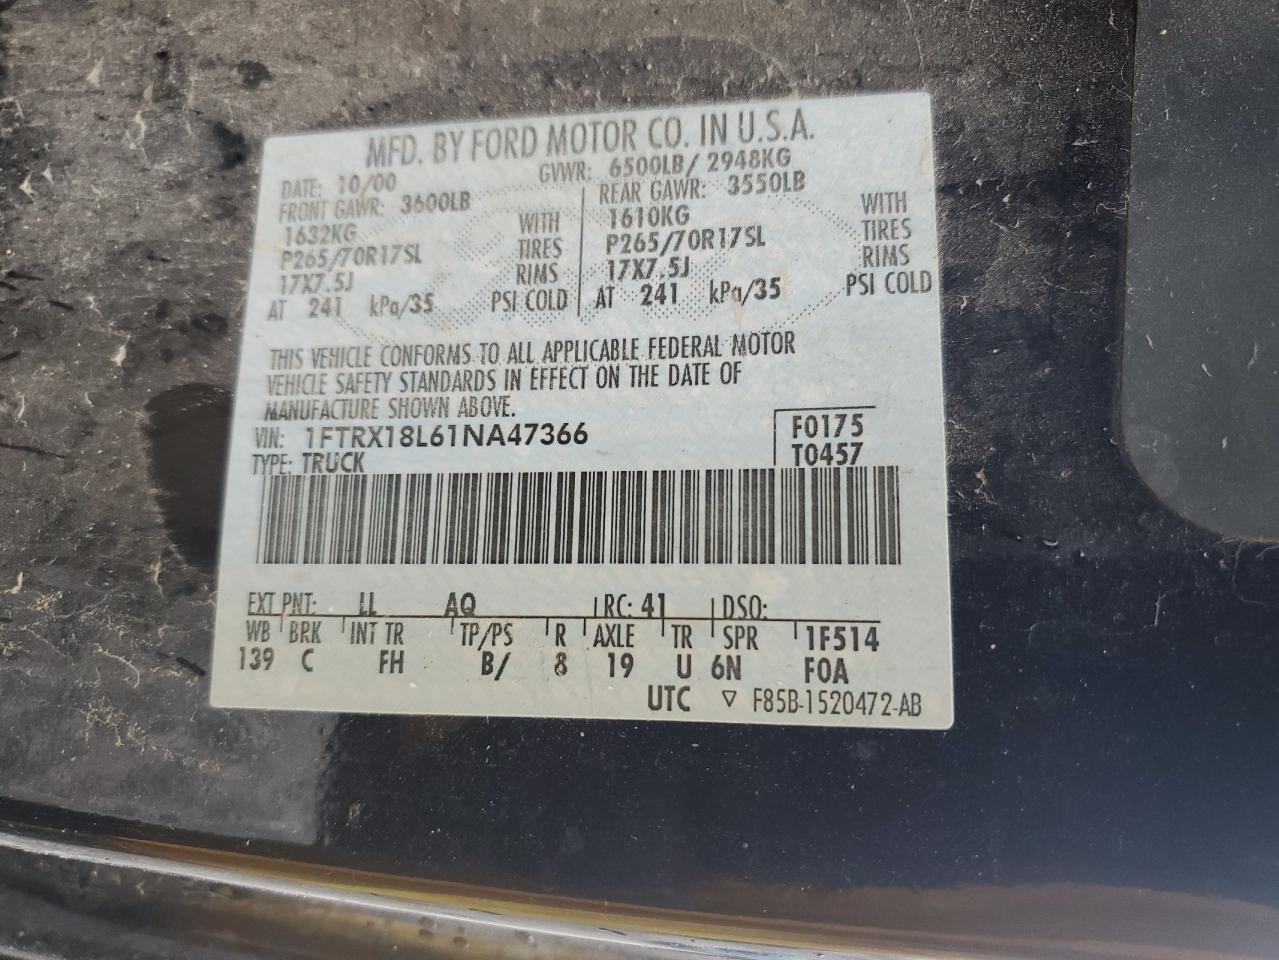 MFD. BY FORD MOTOR CO. IN U.S.A.
DATE: 10/00 GVWR: 6500LB/ 2948KG
FRONT GAWR: 3600LB REAR GAWR: 3550LB
1632KG WITH 1610KG WITH
P265/70R17SL TIRES P265/70R17SL TIRES
17X7.5J RIMS 17X7.5J RIMS
AT 241 kPa/35 PSI COLD AT 241 kPa/35 PSI COLD
THIS VEHICLE CONFORMS TO ALL APPLICABLE FEDERAL MOTOR
VEHICLE SAFETY STANDARDS IN EFFECT ON THE DATE OF
MANUFACTURE SHOWN ABOVE.
VIN: 1FTRX18L61NA47366 F0175
TYPE: TRUCK T0457
EXT PNT: LL AQ RC: 41 DSO:
WB BRK INT TR TP/PS R AXLE TR SPR 1F514
139 C FH B/ 8 19 U 6N F0A
UTC ▽ F85B-1520472-AB